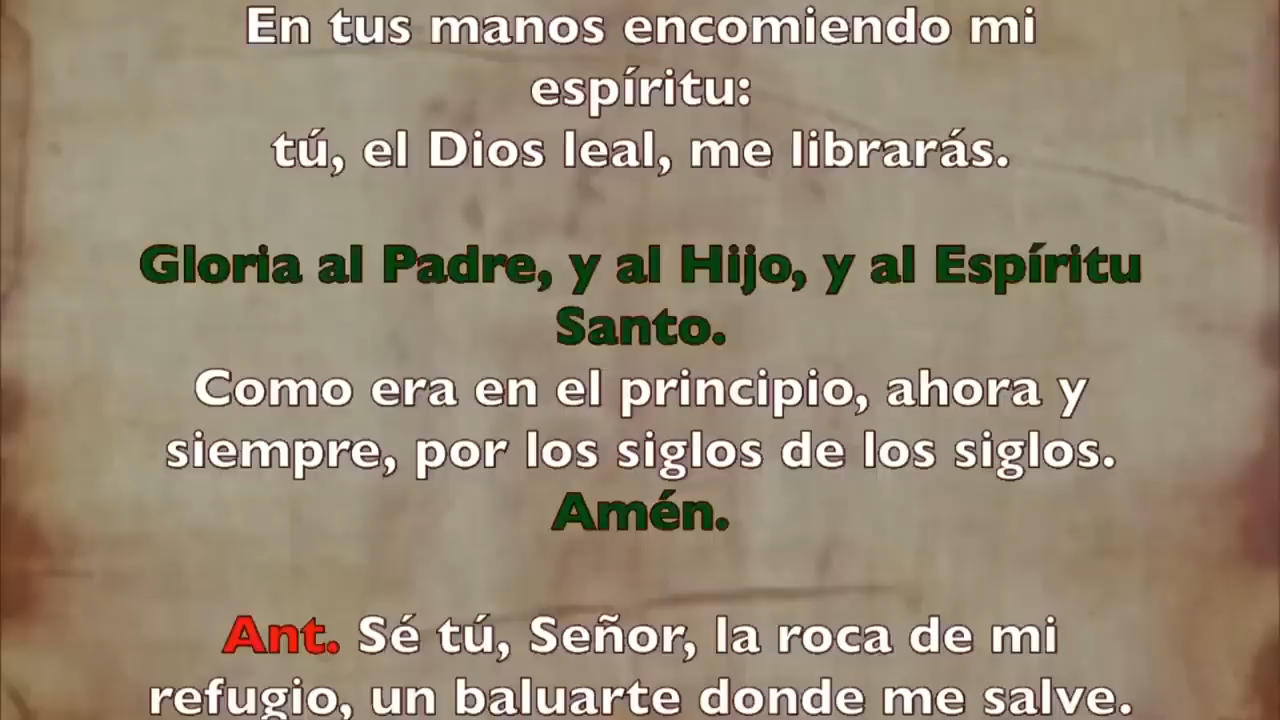 En tus manos encomiendo mi
espíritu:
tú, el Dios leal, me librarás.
Gloria al Padre, y al Hijo, y al Espíritu
Santo.
Como era en el principio, ahora y
siempre, por los siglos de los siglos.
Amén.
Ant. Sé tú, Señor, la roca de mi
refugio, un baluarte donde me salve.